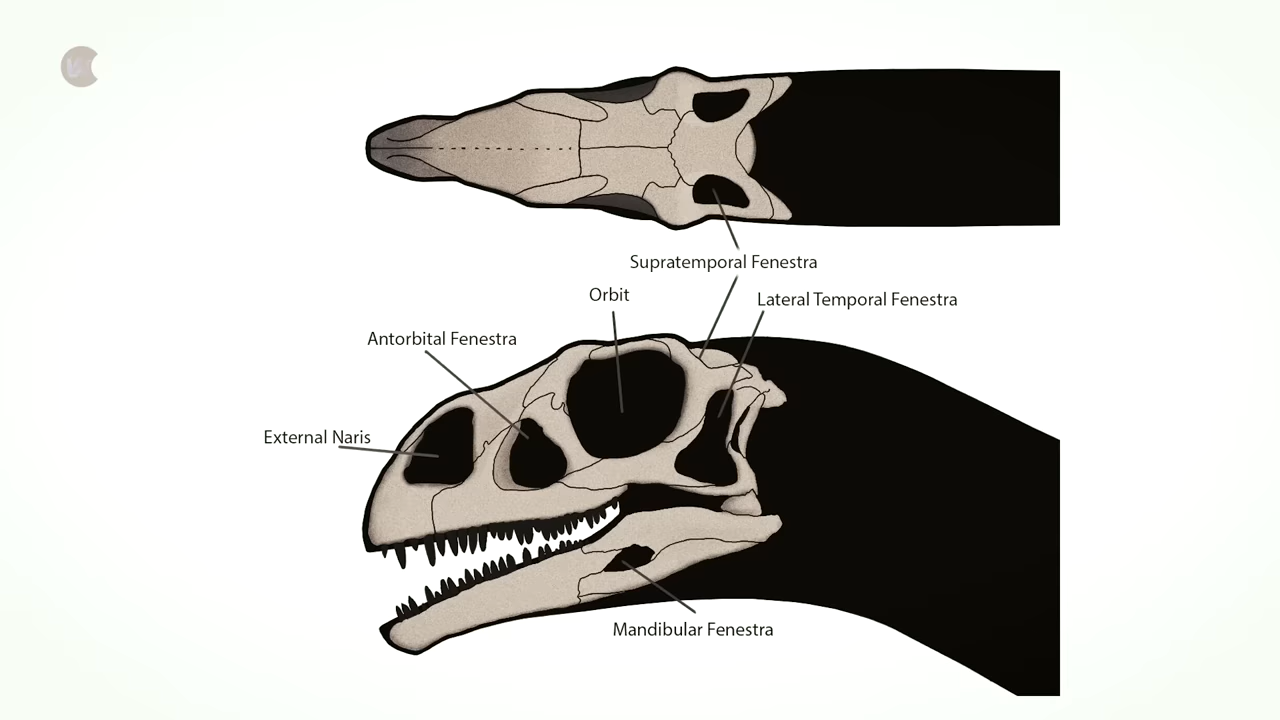 Supratemporal Fenestra
Orbit
Lateral Temporal Fenestra
Antorbital Fenestra
External Naris
Mandibular Fenestra